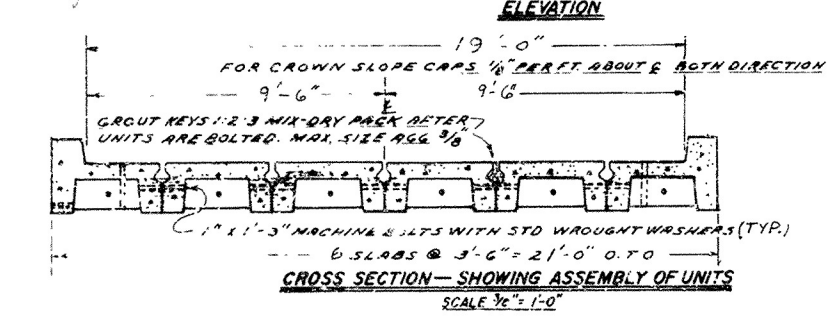 ELEVATION
19'-0"
FOR CROWN SLOPE CAPS 1/8" PER FT. ABOUT ℄ BOTH DIRECTION
9'-6" 9'-6"
℄
GROUT KEYS 1:2:3 MIX-DRY PACK AFTER
UNITS ARE BOLTED. MAX. SIZE AGG 3/8"
1" X 1'-3" MACHINE BOLTS WITH STD WROUGHT WASHERS (TYP.)
6 SLABS @ 3'-6" = 21'-0" O.TO
CROSS SECTION — SHOWING ASSEMBLY OF UNITS
SCALE = 1'-0"